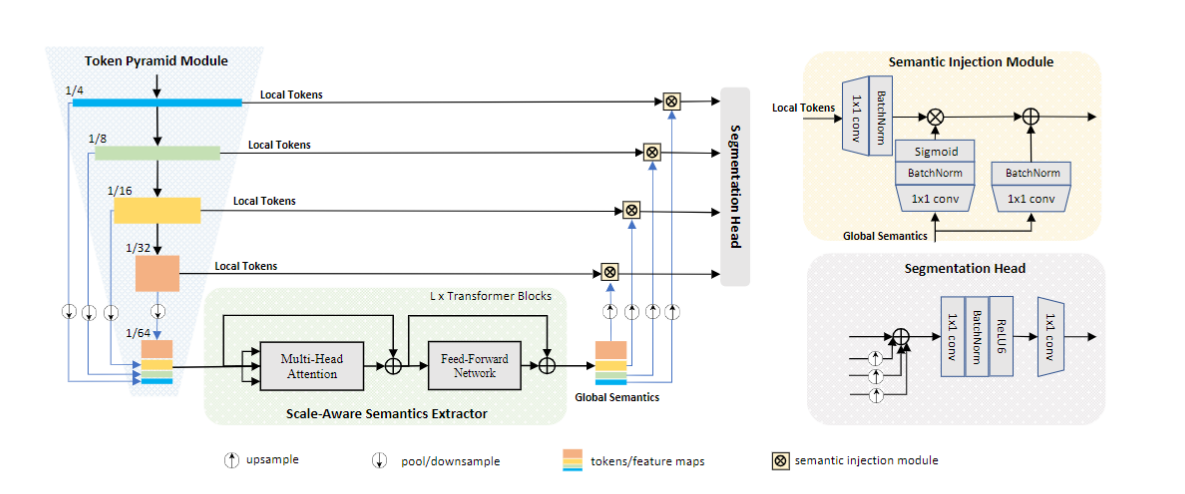 Token Pyramid Module
1/4
Local Tokens
1/8
Local Tokens
1/16
Local Tokens
1/32
Local Tokens
1/64
Segmentation Head
L x Transformer Blocks
Multi-Head
Attention
Feed-Forward
Network
Scale-Aware Semantics Extractor
Global Semantics
Semantic Injection Module
Local Tokens
1x1 conv
BatchNorm
Sigmoid
BatchNorm
1x1 conv
BatchNorm
1x1 conv
Global Semantics
Segmentation Head
1x1 conv
BatchNorm
ReLU6
1x1 conv
upsample
pool/downsample
tokens/feature maps
semantic injection module